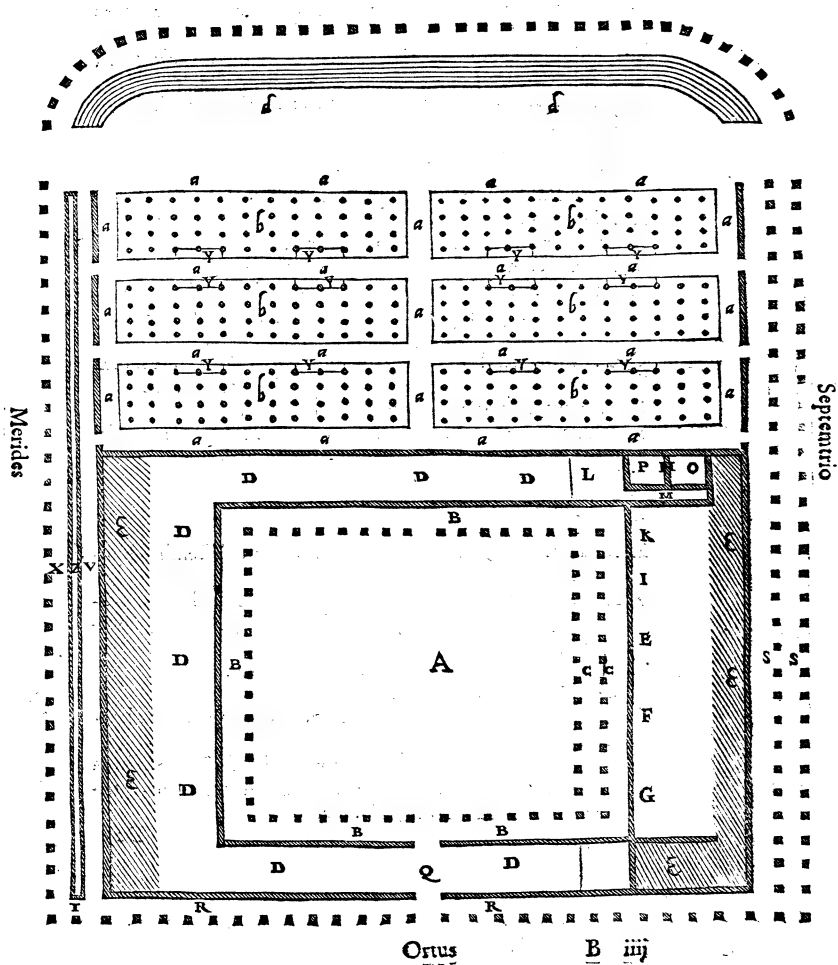 d d
a a a a
a b a b a
Y Y Y Y
a a a a
Y Y Y Y
a b a b a
a a a a
Y Y Y Y
a b a b a
a a a a
Merides
Septentrio
D D D L P H O
M
B
D K
I
X Z V
E
D B A C C S S
F
D G
B B
D Q D
T R R
Ortus B iiij